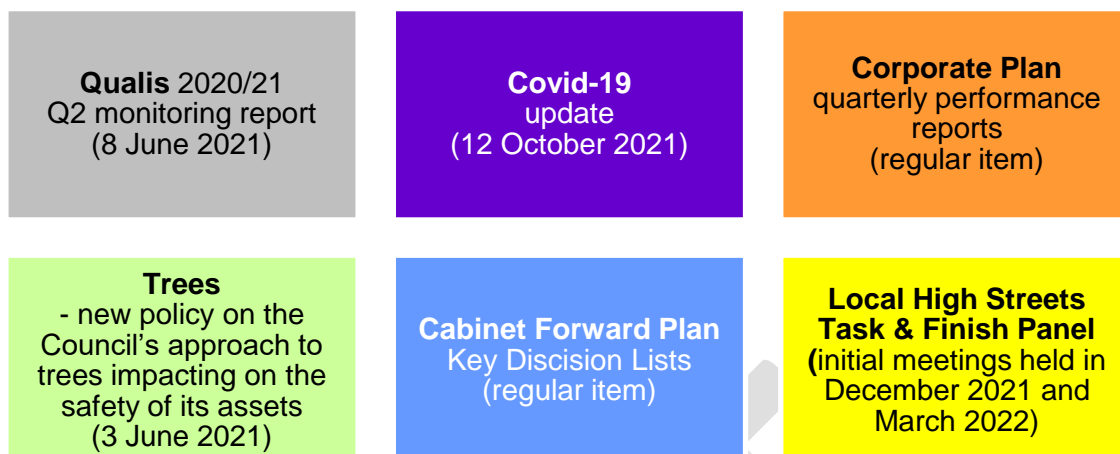 Qualis 2020/21
Q2 monitoring report
(8 June 2021)
Covid-19
update
(12 October 2021)
Corporate Plan
quarterly performance
reports
(regular item)
Trees
- new policy on the
Council's approach to
trees impacting on the
safety of its assets
(3 June 2021)
Cabinet Forward Plan
Key Discision Lists
(regular item)
Local High Streets
Task & Finish Panel
(initial meetings held in
December 2021 and
March 2022)